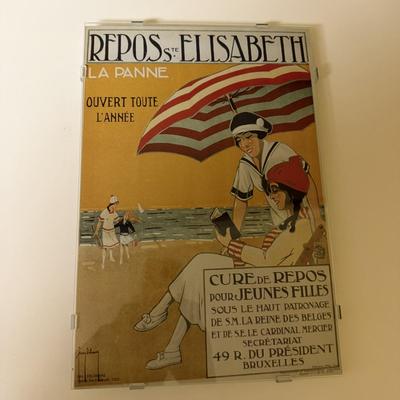 REPOS STE. ELISABETH
LA PANNE
OUVERT TOUTE
L'ANNÉE
CURE DE REPOS
POUR JEUNES FILLES
SOUS LE HAUT PATRONAGE
DE S.M. LA REINE DES BELGES
ET DE S.E. LE CARDINAL MERCIER
SECRÉTARIAT
49 R. DU PRÉSIDENT
BRUXELLES